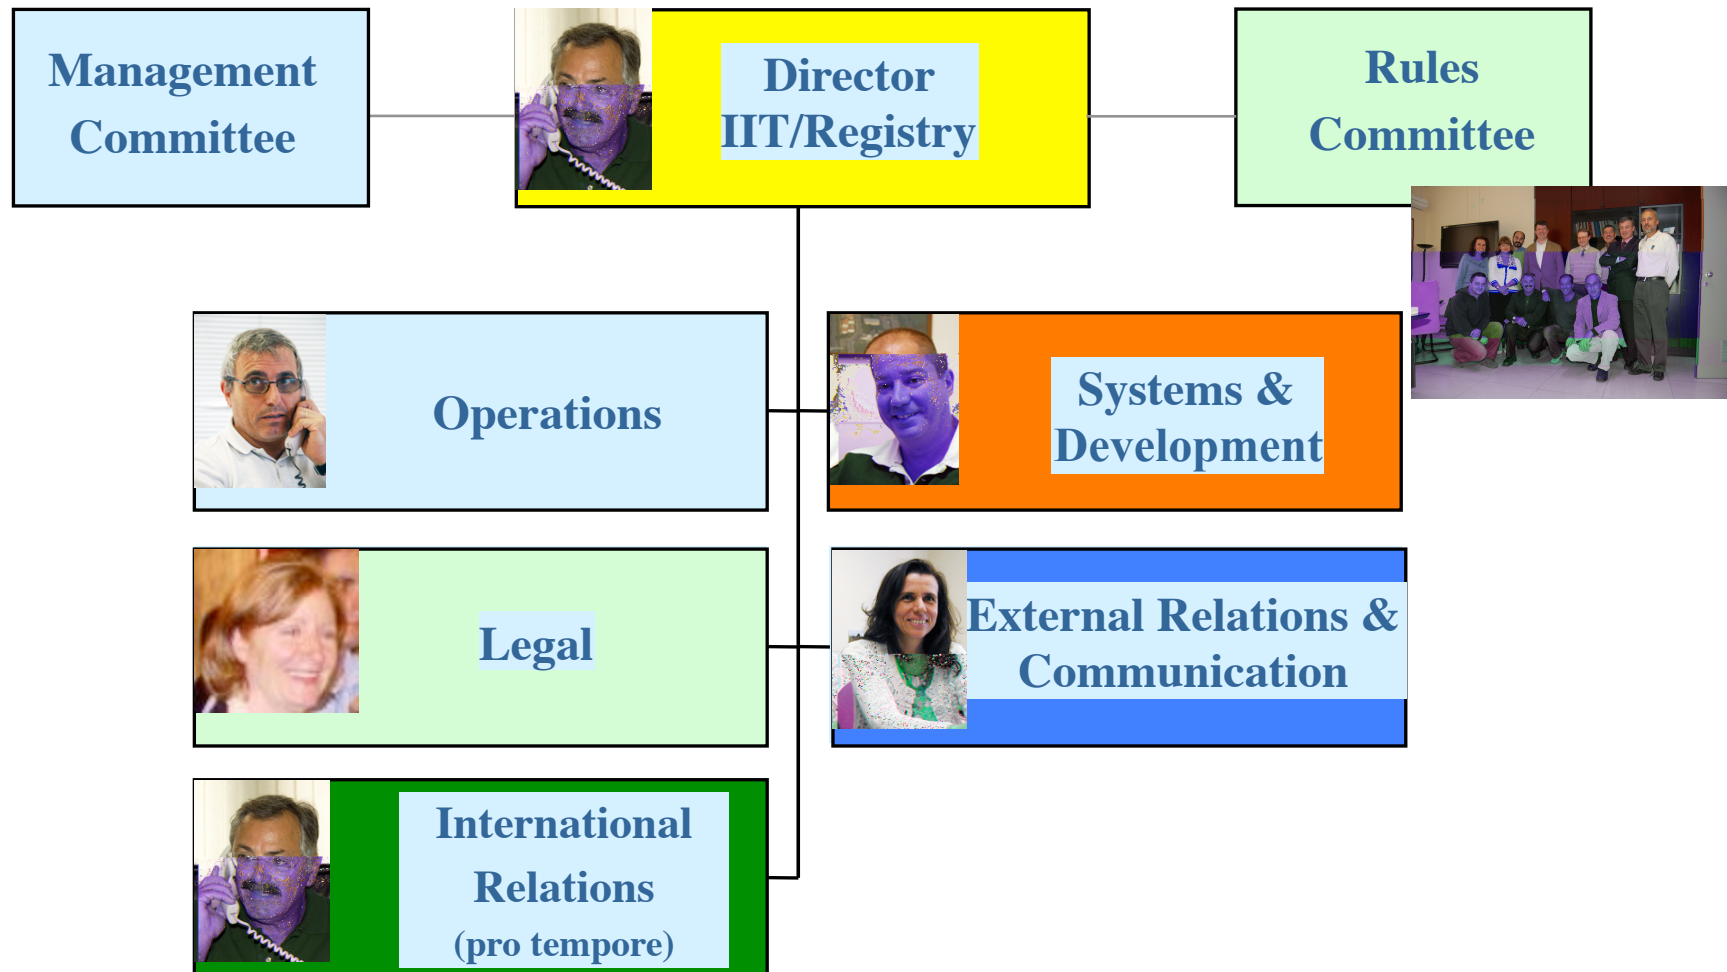 Management
Committee
Director
IIT/Registry
Rules
Committee
Operations
Systems &
Development
Legal
External Relations &
Communication
International
Relations
(pro tempore)